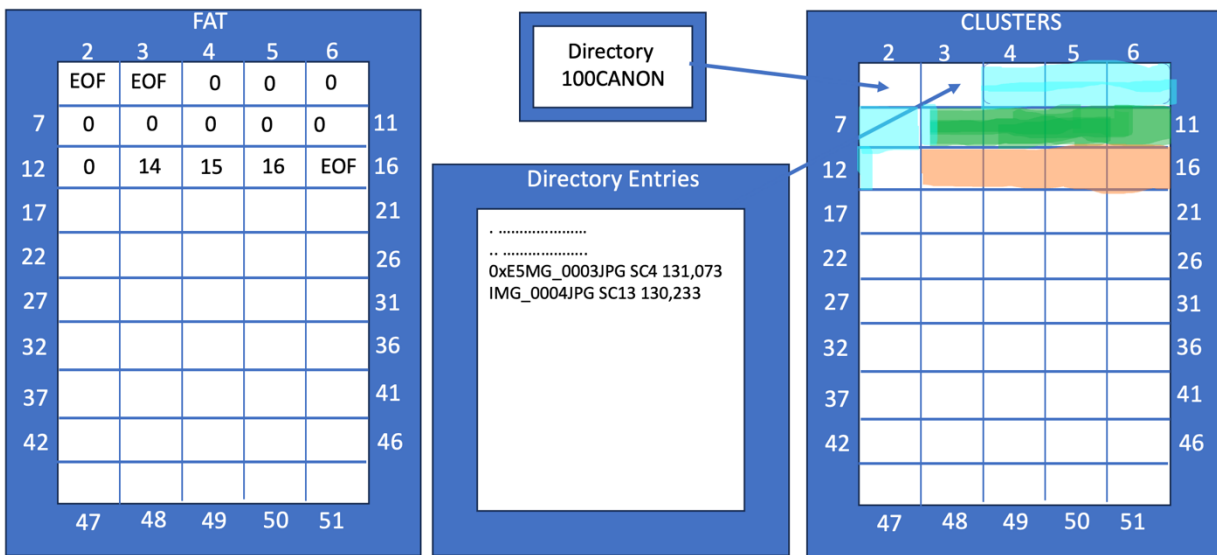 FAT
2 3 4 5 6
EOF EOF 0 0 0
7 0 0 0 0 0 11
12 0 14 15 16 EOF 16
17 21
22 26
27 31
32 36
37 41
42 46
47 48 49 50 51
Directory
100CANON
Directory Entries
. .....................
.. .....................
0xE5MG_0003JPG SC4 131,073
IMG_0004JPG SC13 130,233
CLUSTERS
2 3 4 5 6
7 11
12 16
17 21
22 26
27 31
32 36
37 41
42 46
47 48 49 50 51